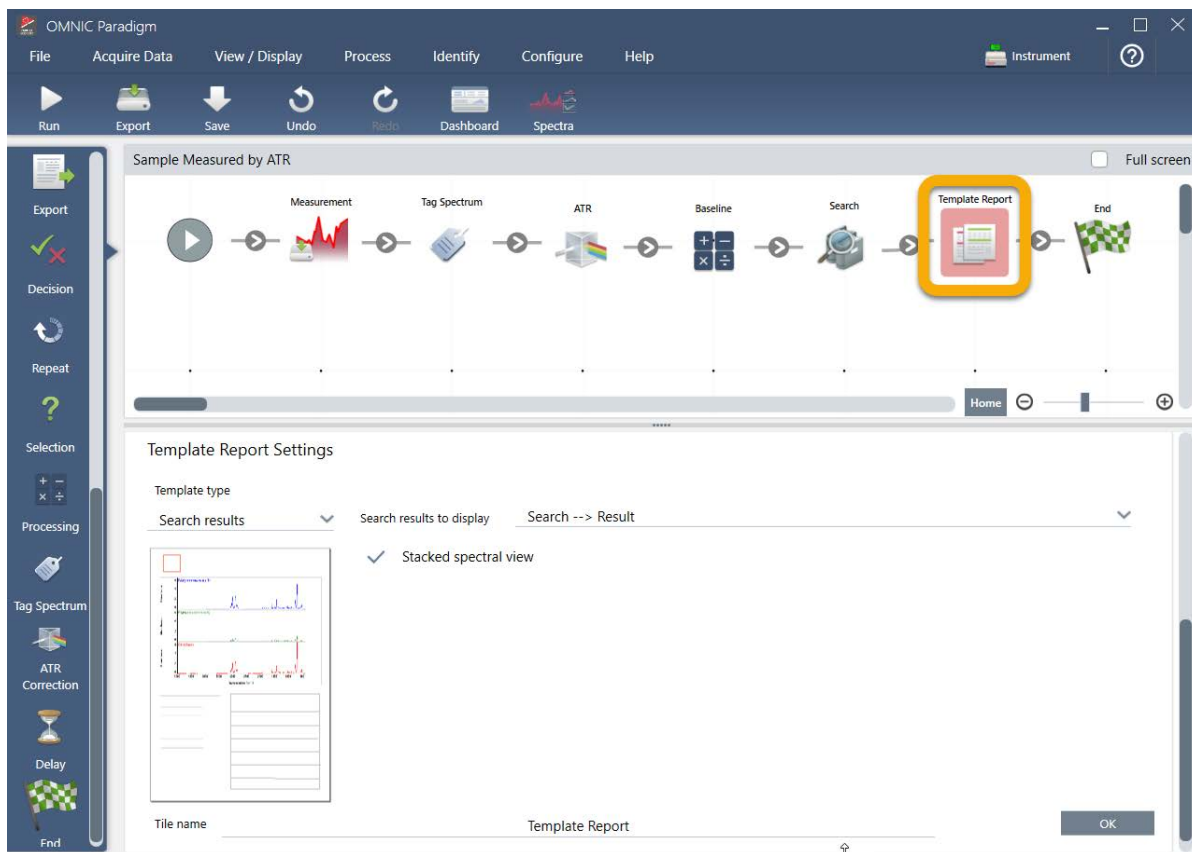 OMNIC Paradigm
File Acquire Data View / Display Process Identify Configure Help Instrument
Run Export Save Undo Redo Dashboard Spectra
Sample Measured by ATR Full screen
Export
Decision
Repeat
Selection
Processing
Tag Spectrum
ATR
Correction
Delay
End
Measurement Tag Spectrum ATR Baseline Search Template Report End
Home
Template Report Settings
Template type
Search results
Search results to display Search --> Result
Stacked spectral view
Tile name Template Report OK